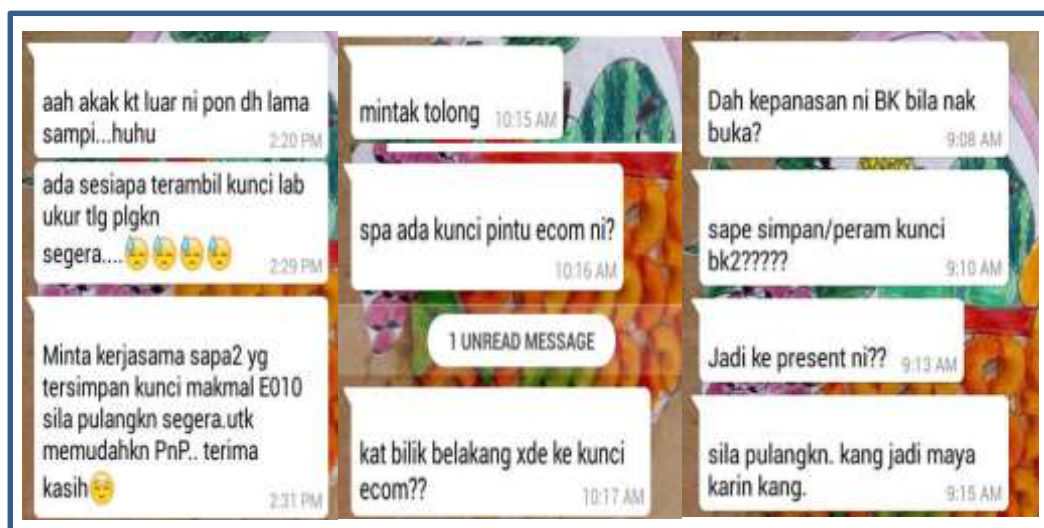 aah akak kt luar ni pon dh lama
sampi...huhu
2:20 PM
ada sesiapa terambil kunci lab
ukur tlg plgkn
segera....😓😓😓😓
2:29 PM
Minta kerjasama sapa2 yg
tersimpan kunci makmal E010
sila pulangkn segera.utk
memudahkn PnP.. terima
kasih😌
2:31 PM
mintak tolong
10:15 AM
spa ada kunci pintu ecom ni?
10:16 AM
1 UNREAD MESSAGE
kat bilik belakang xde ke kunci
ecom??
10:17 AM
Dah kepanasan ni BK bila nak
buka?
9:08 AM
sape simpan/peram kunci
bk2?????
9:10 AM
Jadi ke present ni??
9:13 AM
sila pulangkn. kang jadi maya
karin kang.
9:15 AM